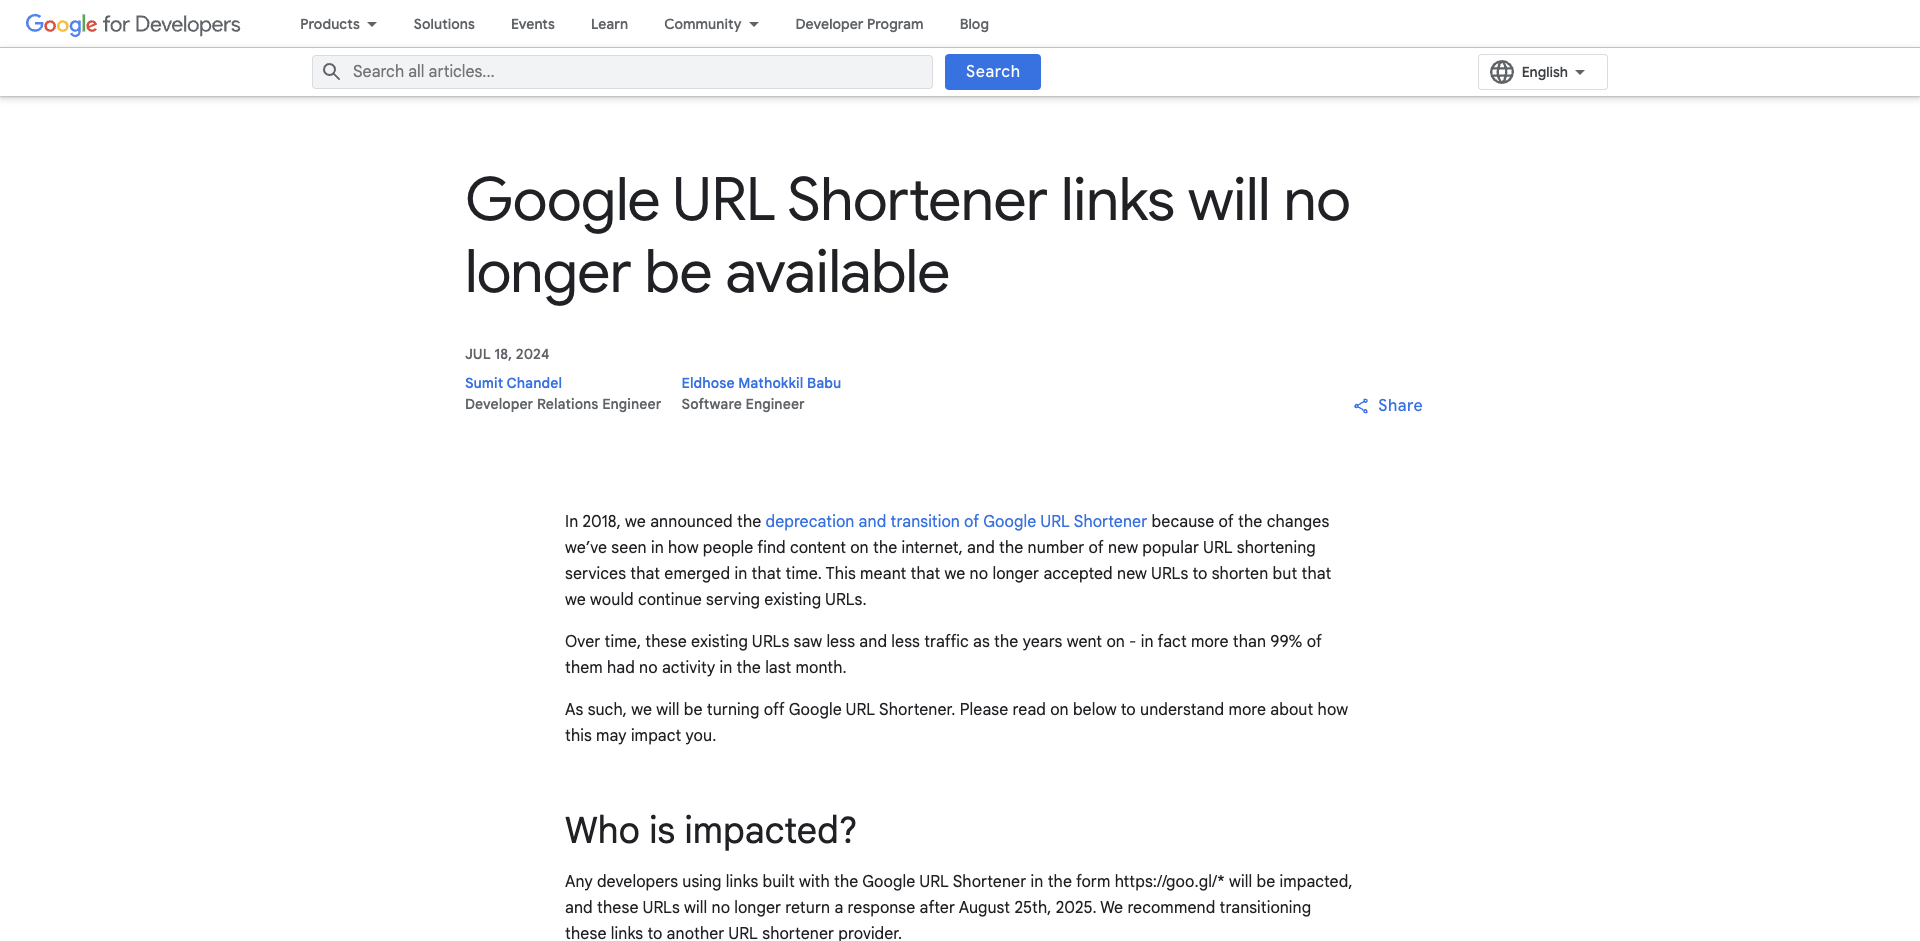 Google for Developers
Products
Solutions
Events
Learn
Community
Developer Program
Blog
Search all articles...
Search
English
Google URL Shortener links will no
longer be available
JUL 18, 2024
Sumit Chandel
Developer Relations Engineer
Eldhose Mathokkil Babu
Software Engineer
Share
In 2018, we announced the deprecation and transition of Google URL Shortener because of the changes
we’ve seen in how people find content on the internet, and the number of new popular URL shortening
services that emerged in that time. This meant that we no longer accepted new URLs to shorten but that
we would continue serving existing URLs.
Over time, these existing URLs saw less and less traffic as the years went on - in fact more than 99% of
them had no activity in the last month.
As such, we will be turning off Google URL Shortener. Please read on below to understand more about how
this may impact you.
Who is impacted?
Any developers using links built with the Google URL Shortener in the form https://goo.gl/* will be impacted,
and these URLs will no longer return a response after August 25th, 2025. We recommend transitioning
these links to another URL shortener provider.